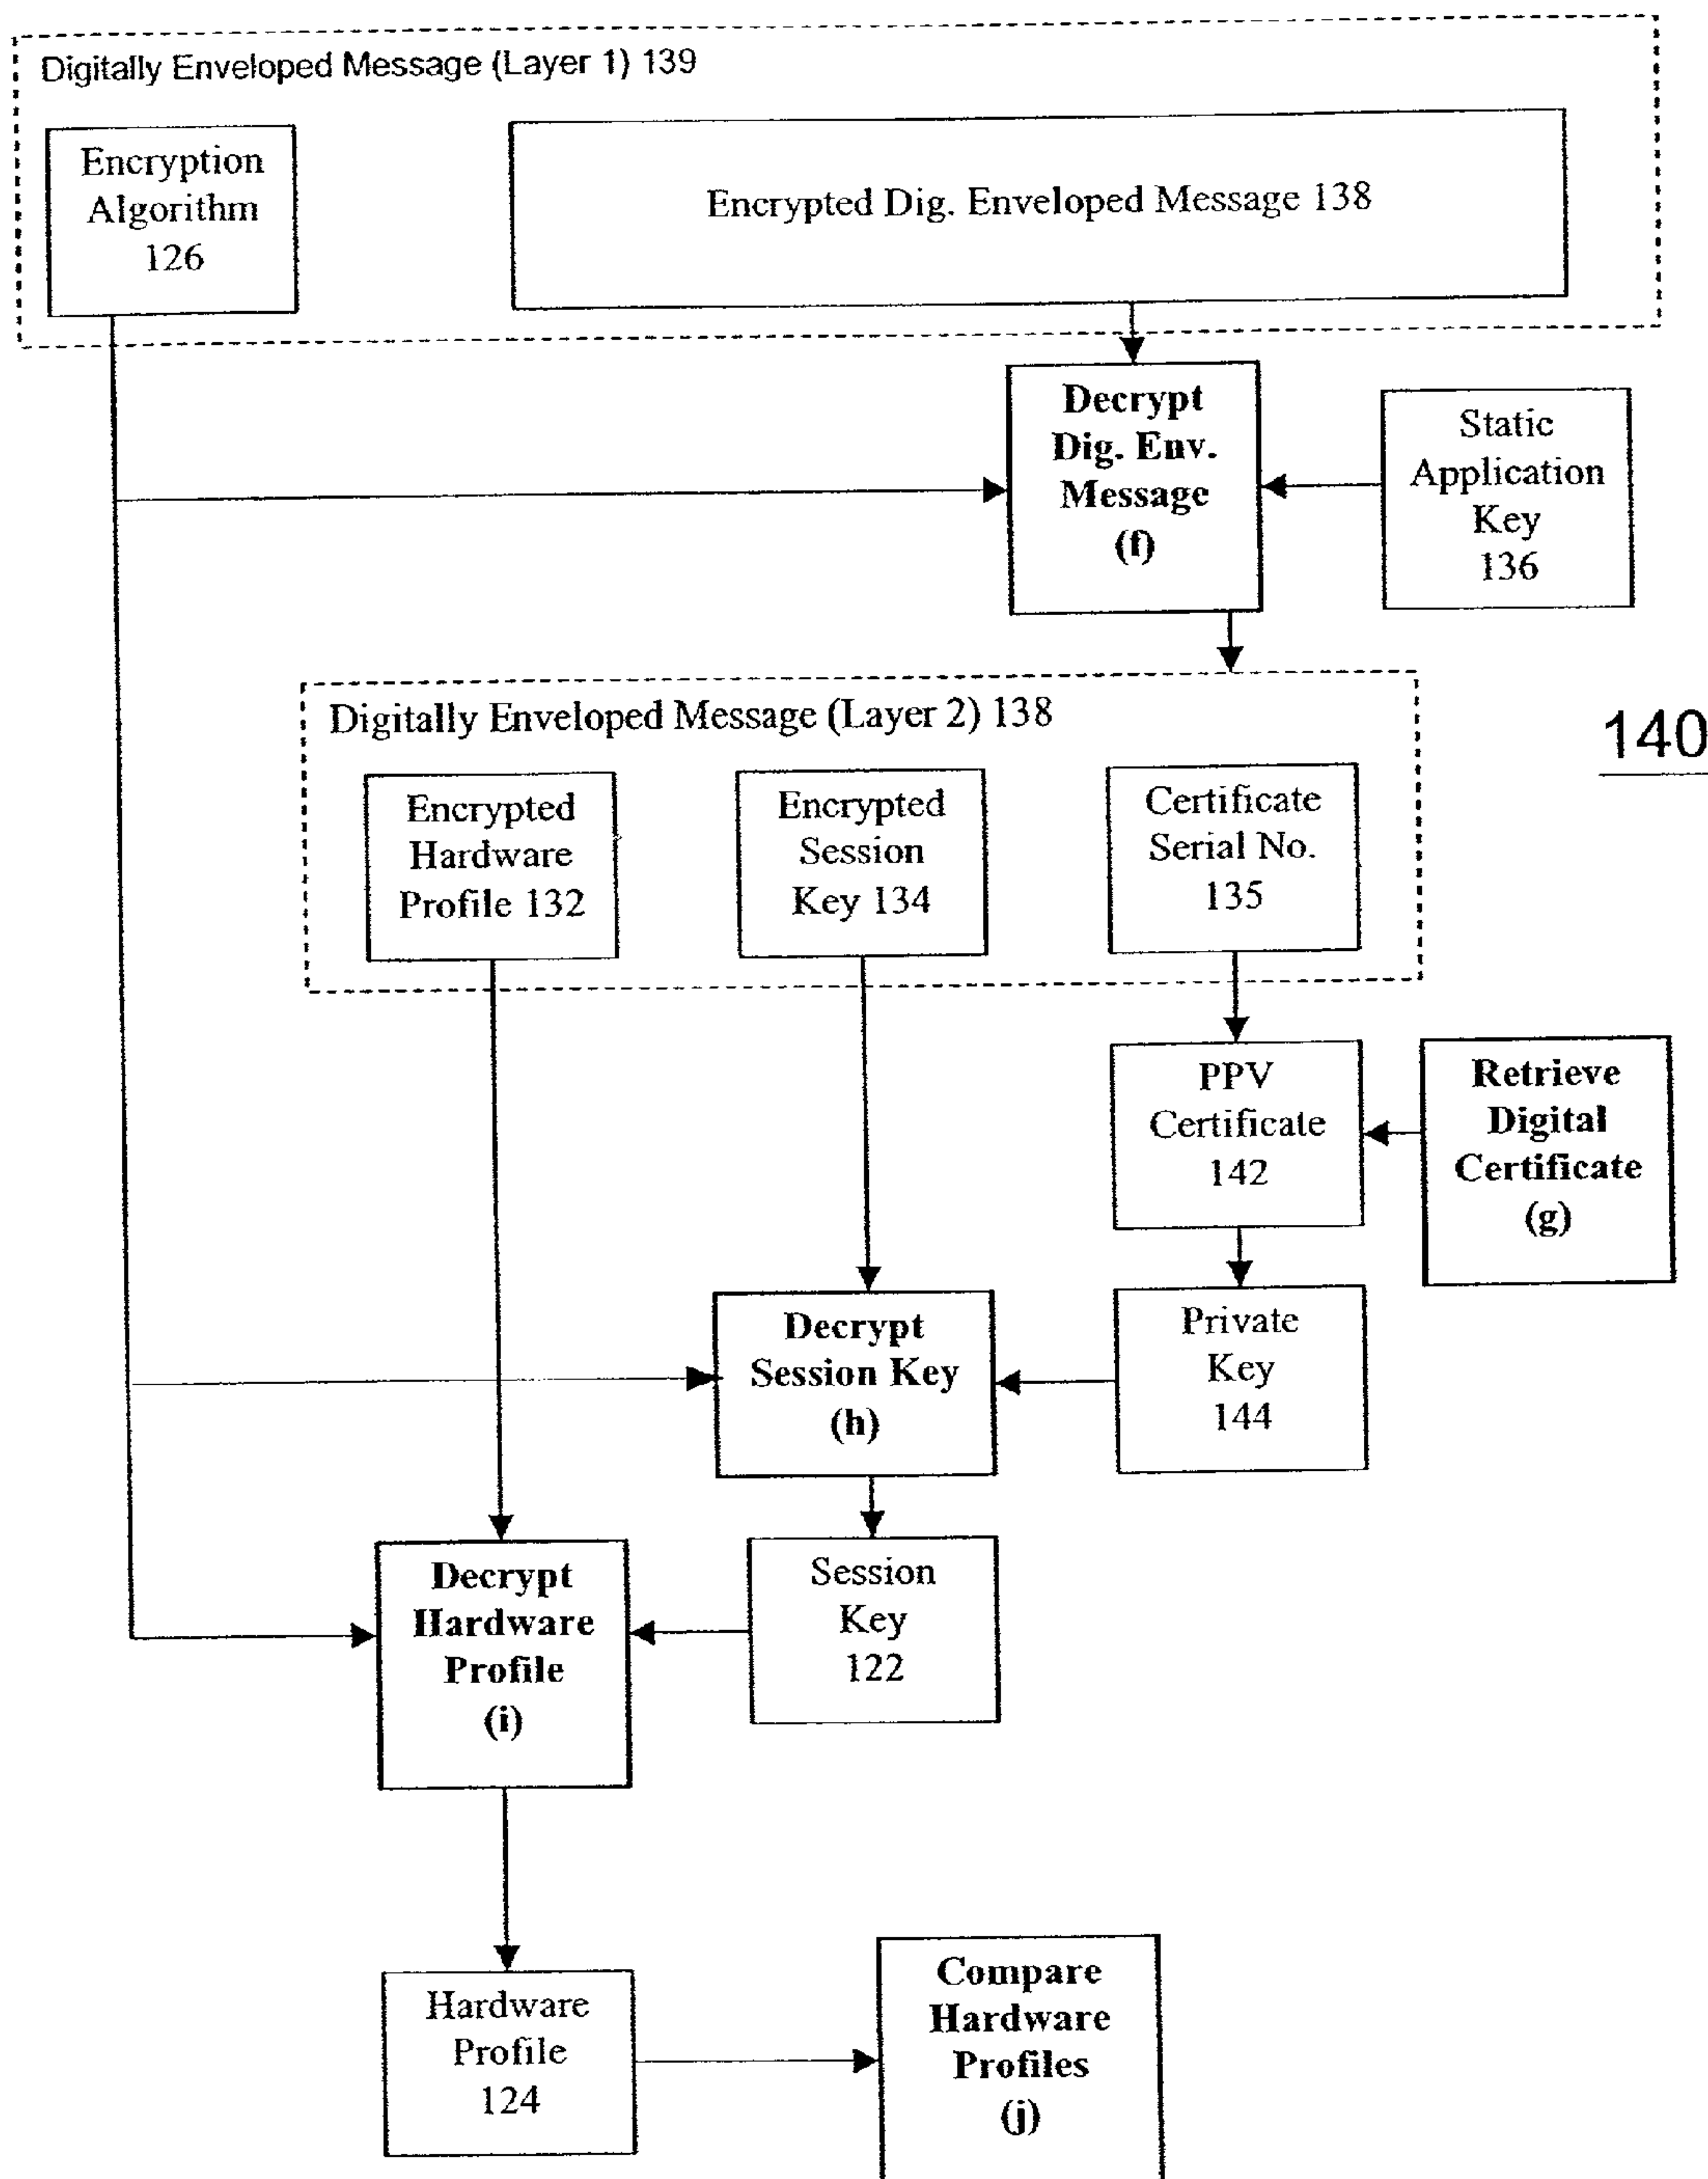 Digitally Enveloped Message (Layer 1) 139
Encryption
Algorithm
126
Encrypted Dig. Enveloped Message 138
Decrypt
Dig. Env.
Message
(f)
Static
Application
Key
136
Digitally Enveloped Message (Layer 2) 138
140
Encrypted
Hardware
Profile 132
Encrypted
Session
Key 134
Certificate
Serial No.
135
PPV
Certificate
142
Retrieve
Digital
Certificate
(g)
Decrypt
Session Key
(h)
Private
Key
144
Decrypt
Hardware
Profile
(i)
Session
Key
122
Hardware
Profile
124
Compare
Hardware
Profiles
(j)